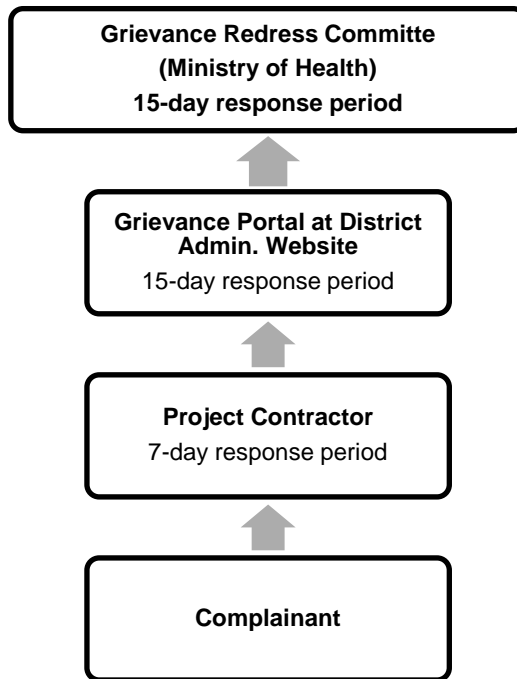 Grievance Redress Committe
(Ministry of Health)
15-day response period
Grievance Portal at District
Admin. Website
15-day response period
Project Contractor
7-day response period
Complainant